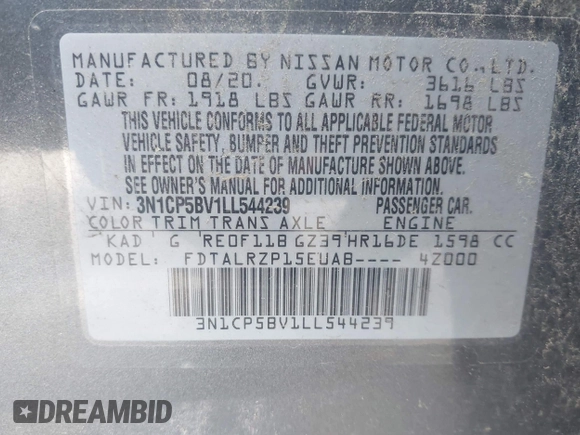 MANUFACTURED BY NISSAN MOTOR CO., LTD.
DATE: 08/20. GVWR: 3616 LBS
GAWR FR: 1918 LBS GAWR RR: 1698 LBS
THIS VEHICLE CONFORMS TO ALL APPLICABLE FEDERAL MOTOR
VEHICLE SAFETY, BUMPER AND THEFT PREVENTION STANDARDS
IN EFFECT ON THE DATE OF MANUFACTURE SHOWN ABOVE.
SEE OWNER'S MANUAL FOR ADDITIONAL INFORMATION.
VIN: 3N1CP5BV1LL544239 PASSENGER CAR.
COLOR TRIM TRANS AXLE ENGINE
KAD G RE0F11B GZ39 HR16DE 1598 CC
MODEL: FDTALRZP15EUAB---- 4Z000
3N1CP5BV1LL544239
DREAMBID